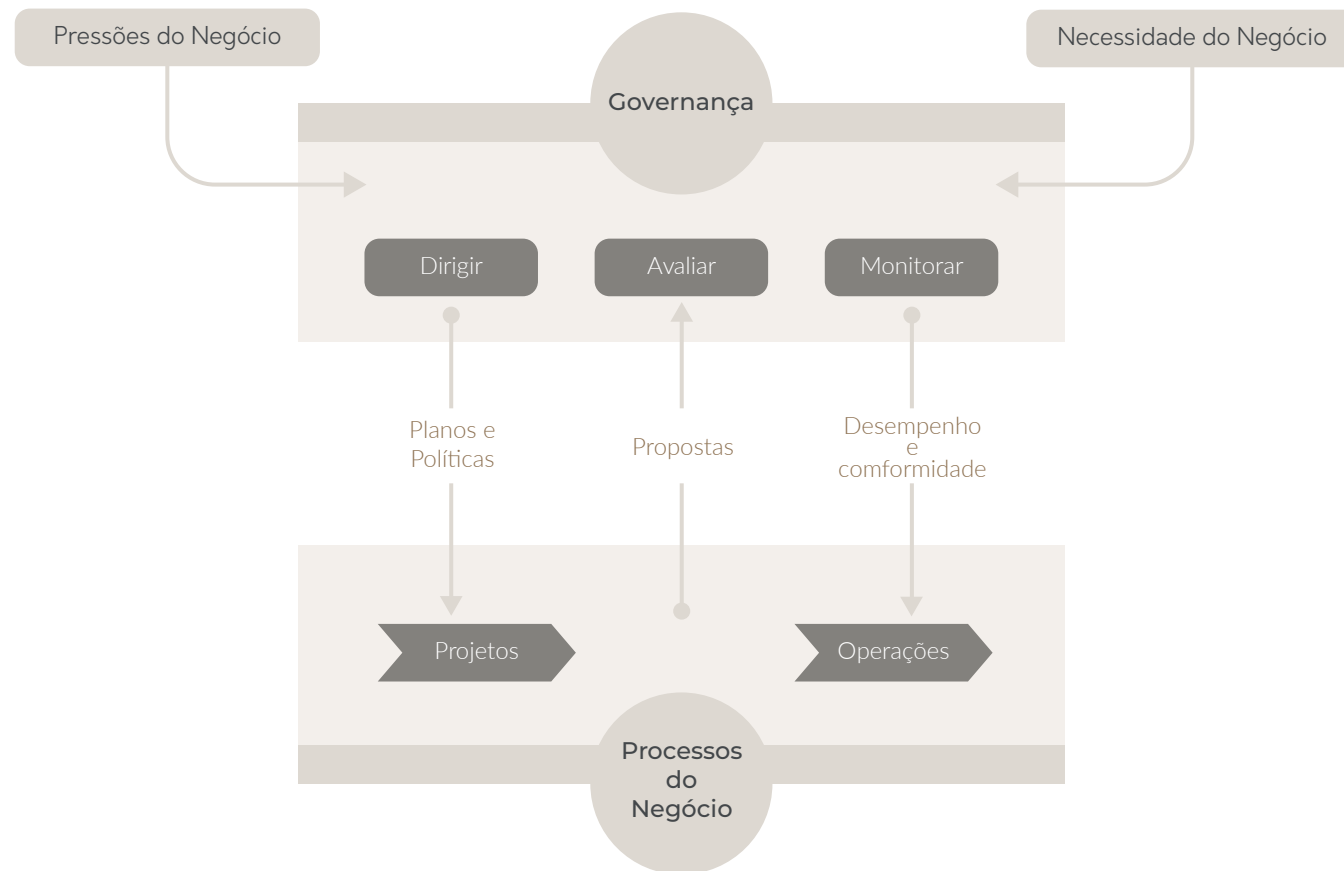 Pressões do Negócio
Necessidade do Negócio
Governança
Dirigir
Avaliar
Monitorar
Planos e
Políticas
Propostas
Desempenho
e
comformidade
Projetos
Operações
Processos
do
Negócio